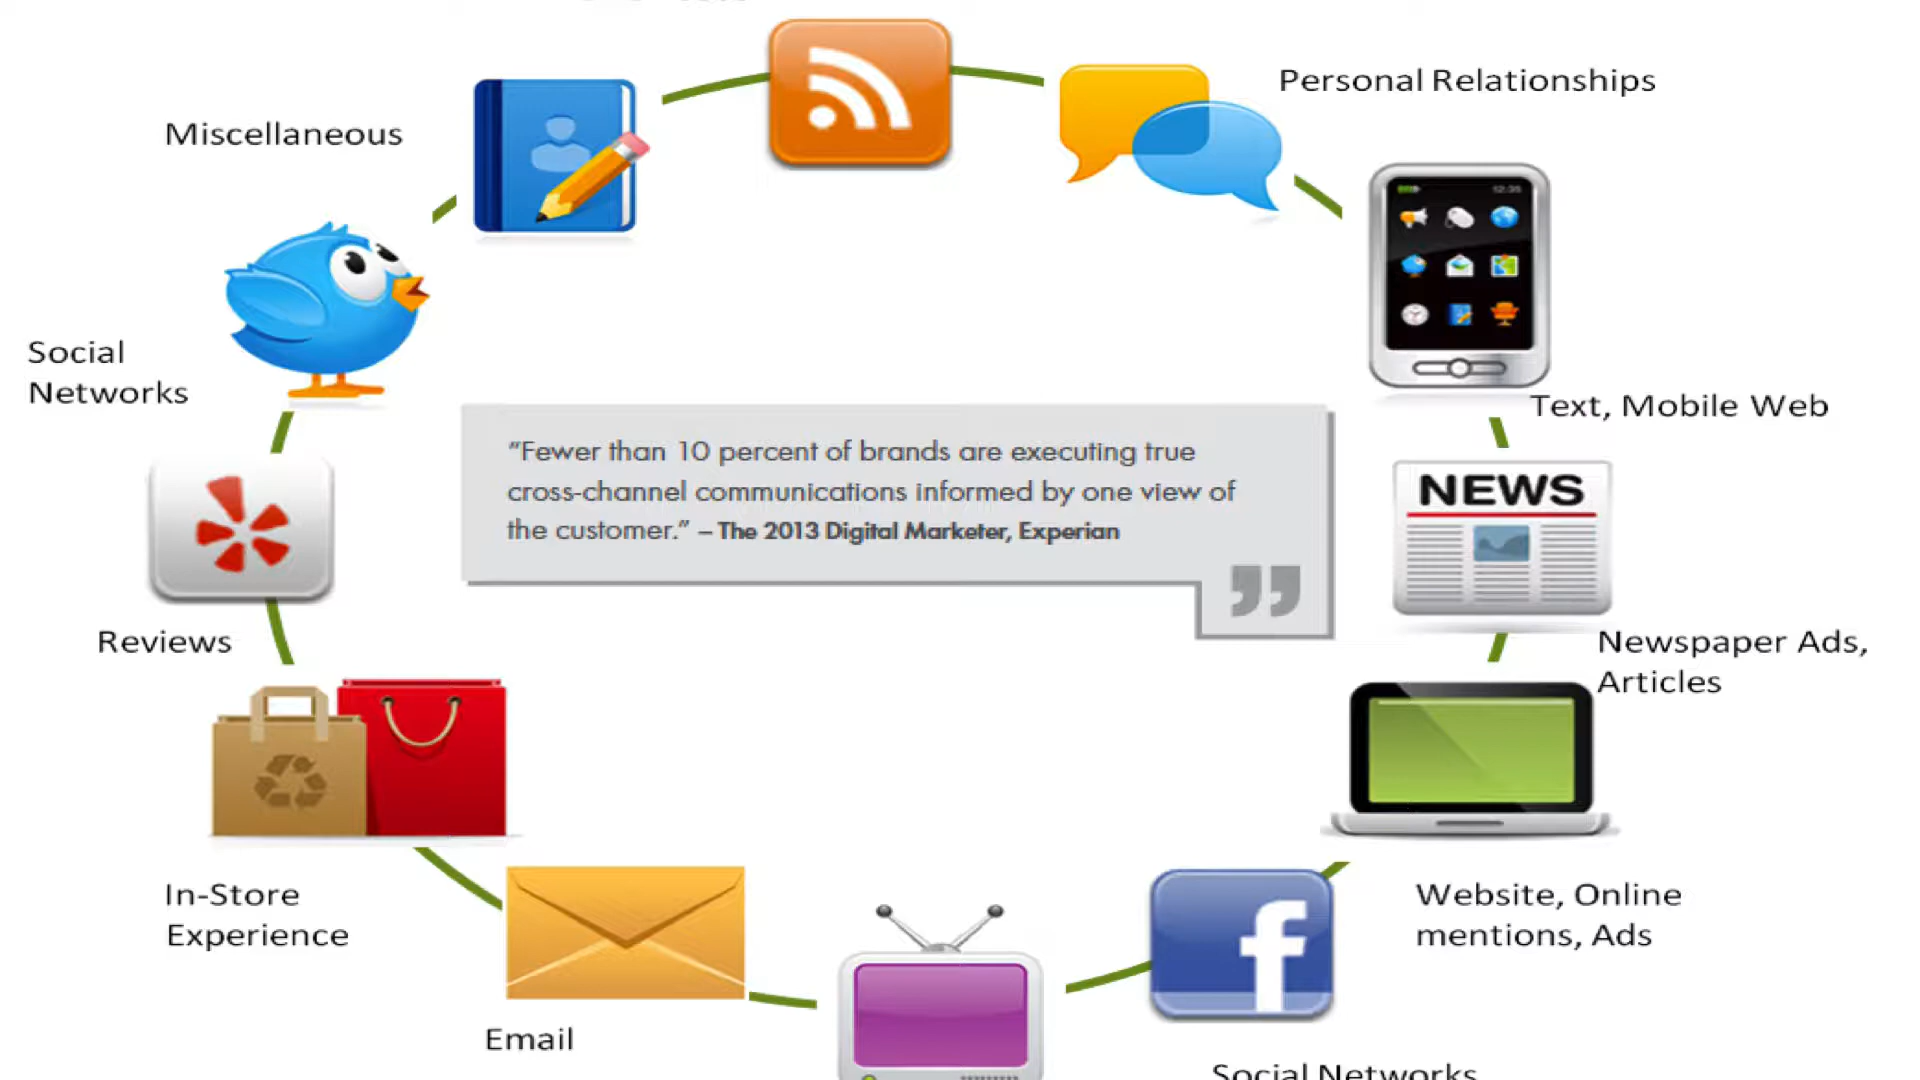 Personal Relationships
Miscellaneous
12:35
Social
Networks
Text, Mobile Web
“Fewer than 10 percent of brands are executing true
cross-channel communications informed by one view of
the customer.” – The 2013 Digital Marketer, Experian
”
NEWS
Reviews
Newspaper Ads,
Articles
In-Store
Experience
Website, Online
mentions, Ads
f
Email
Social Networks